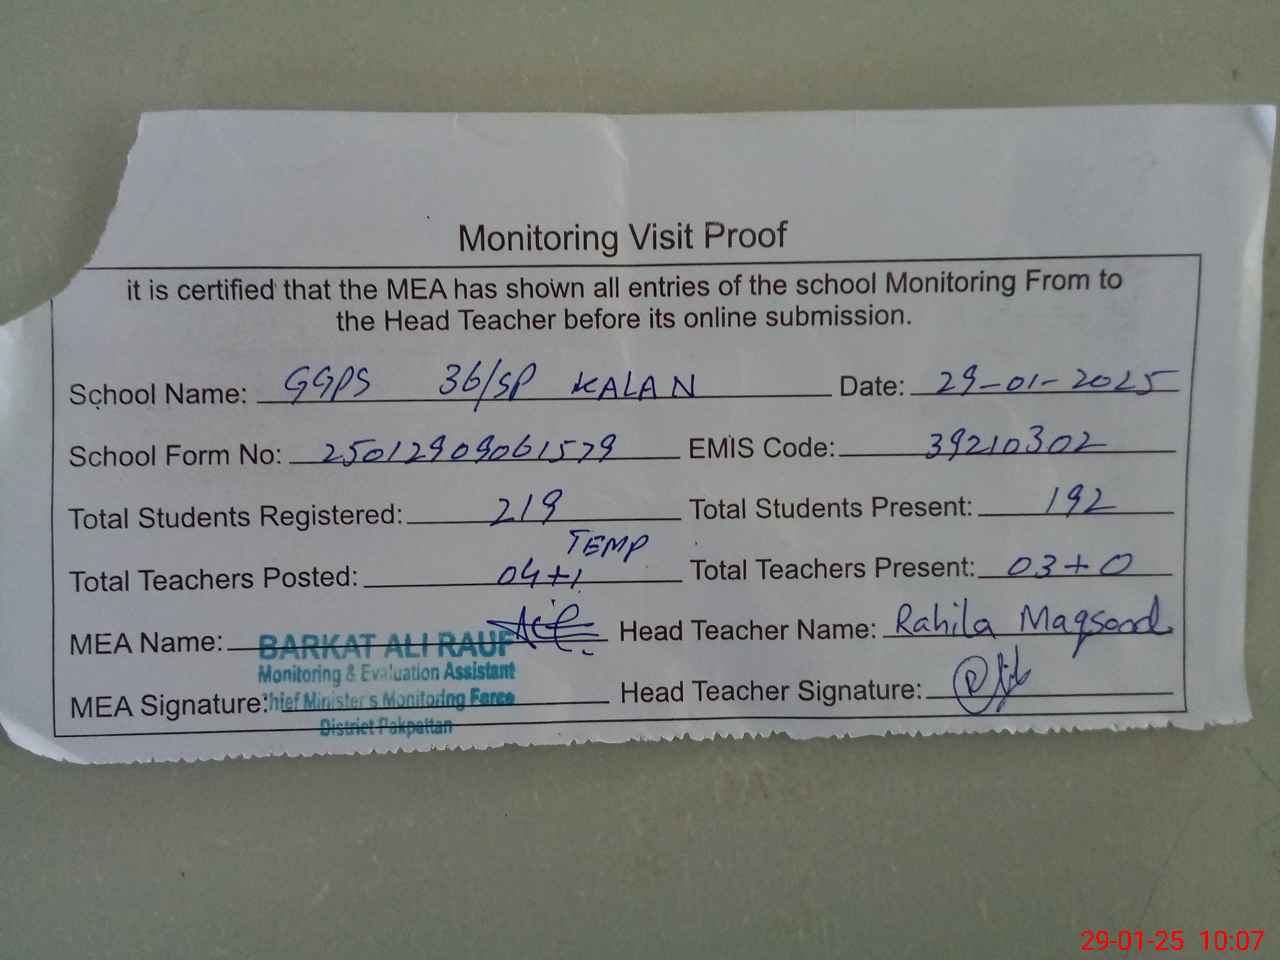 Monitoring Visit Proof
it is certified that the MEA has shown all entries of the school Monitoring From to
the Head Teacher before its online submission.
School Name: GGPS 36/SP KALAN Date: 29-01-2025
School Form No: 25012909061579 EMIS Code: 39210302
Total Students Registered: 219 Total Students Present: 192
TEMP
Total Teachers Posted: 04+1 Total Teachers Present: 03+0
MEA Name: BARKAT ALI RAUF Head Teacher Name: Rahila Maqsood
Monitoring & Evaluation Assistant
MEA Signature: Chief Minister's Monitoring Force Head Teacher Signature:
District Pakpattan
29-01-25 10:07